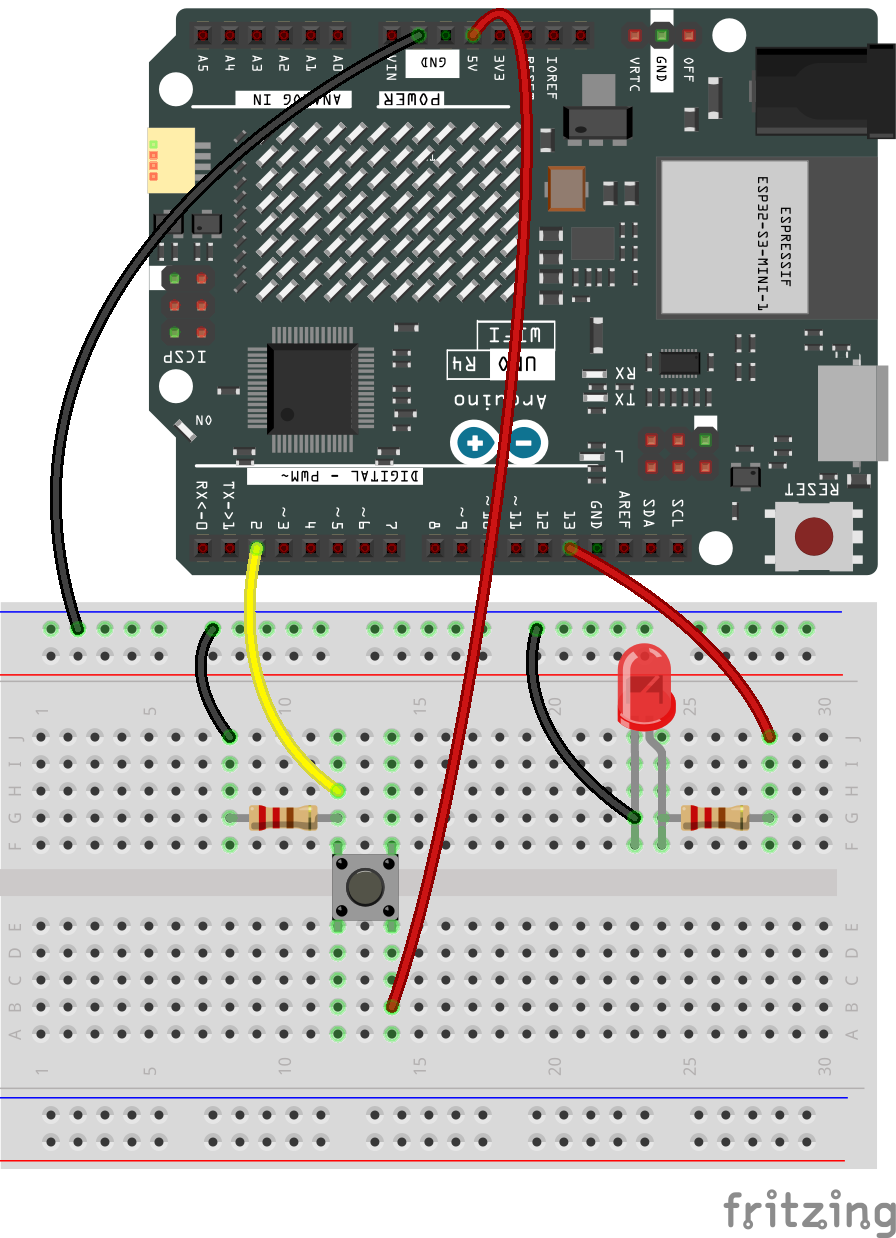 A5 A4 A3 A2 A1 A0 VIN GND 5V 3V3 RESET IOREF VRTC GND OFF
ANALOG IN POWER
ESPRESSIF
ESP32-S3-MINI-1
WIFI
UNO R4
ICSP
RX
TX
Arduino
ON
L
DIGITAL - PWM~
RESET
RX<-0 TX->1 2 ~3 4 ~5 ~6 7 8 ~9 ~10 ~11 12 13 GND AREF SDA SCL
1 5 10 15 20 25 30
J J
I I
H H
G G
F F
E E
D D
C C
B B
A A
1 5 10 15 20 25 30
fritzing